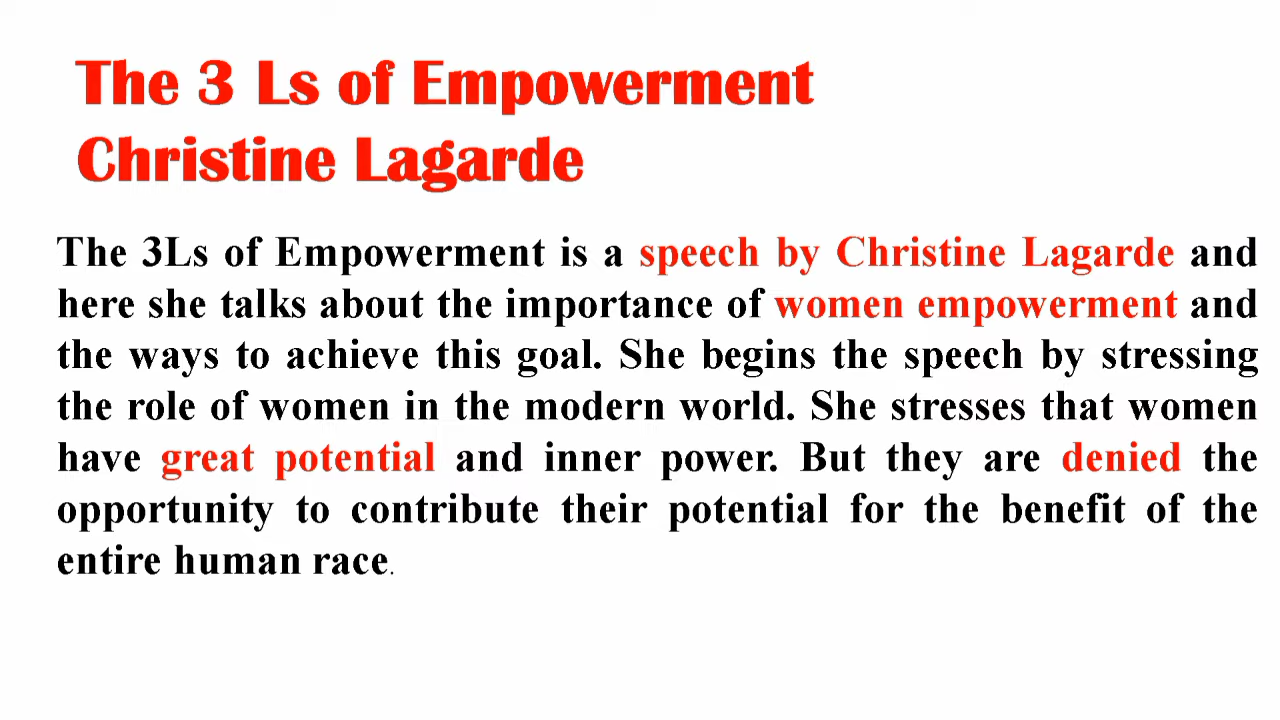 The 3 Ls of Empowerment
Christine Lagarde
The 3Ls of Empowerment is a speech by Christine Lagarde and
here she talks about the importance of women empowerment and
the ways to achieve this goal. She begins the speech by stressing
the role of women in the modern world. She stresses that women
have great potential and inner power. But they are denied the
opportunity to contribute their potential for the benefit of the
entire human race.